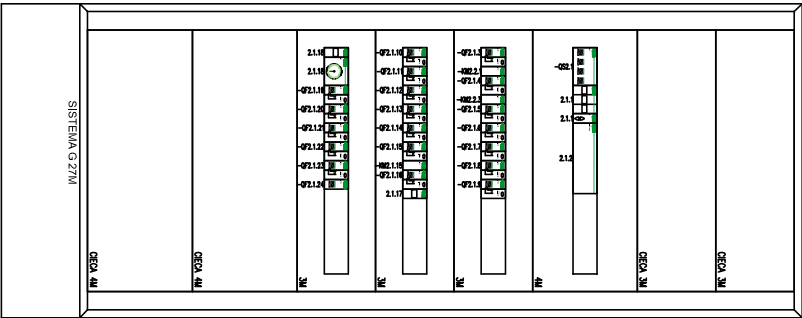 SISTEMA G 27M
CIECA 4M
CIECA 4M
2.1.18
2.1.18
-QF2.1.19
-QF2.1.20
-QF2.1.21
-QF2.1.22
-QF2.1.23
-QF2.1.24
3M
-QF2.1.10
-QF2.1.11
-QF2.1.12
-QF2.1.13
-QF2.1.14
-QF2.1.15
-KM2.1.15
-QF2.1.16
2.1.17
3M
-QF2.1.3
-KM2.2.1
-QF2.1.4
-KM2.2.3
-QF2.1.5
-QF2.1.6
-QF2.1.7
-QF2.1.8
-QF2.1.9
3M
-QS2.1
2.1.1
2.1.1
2.1.2
4M
CIECA 3M
CIECA 3M